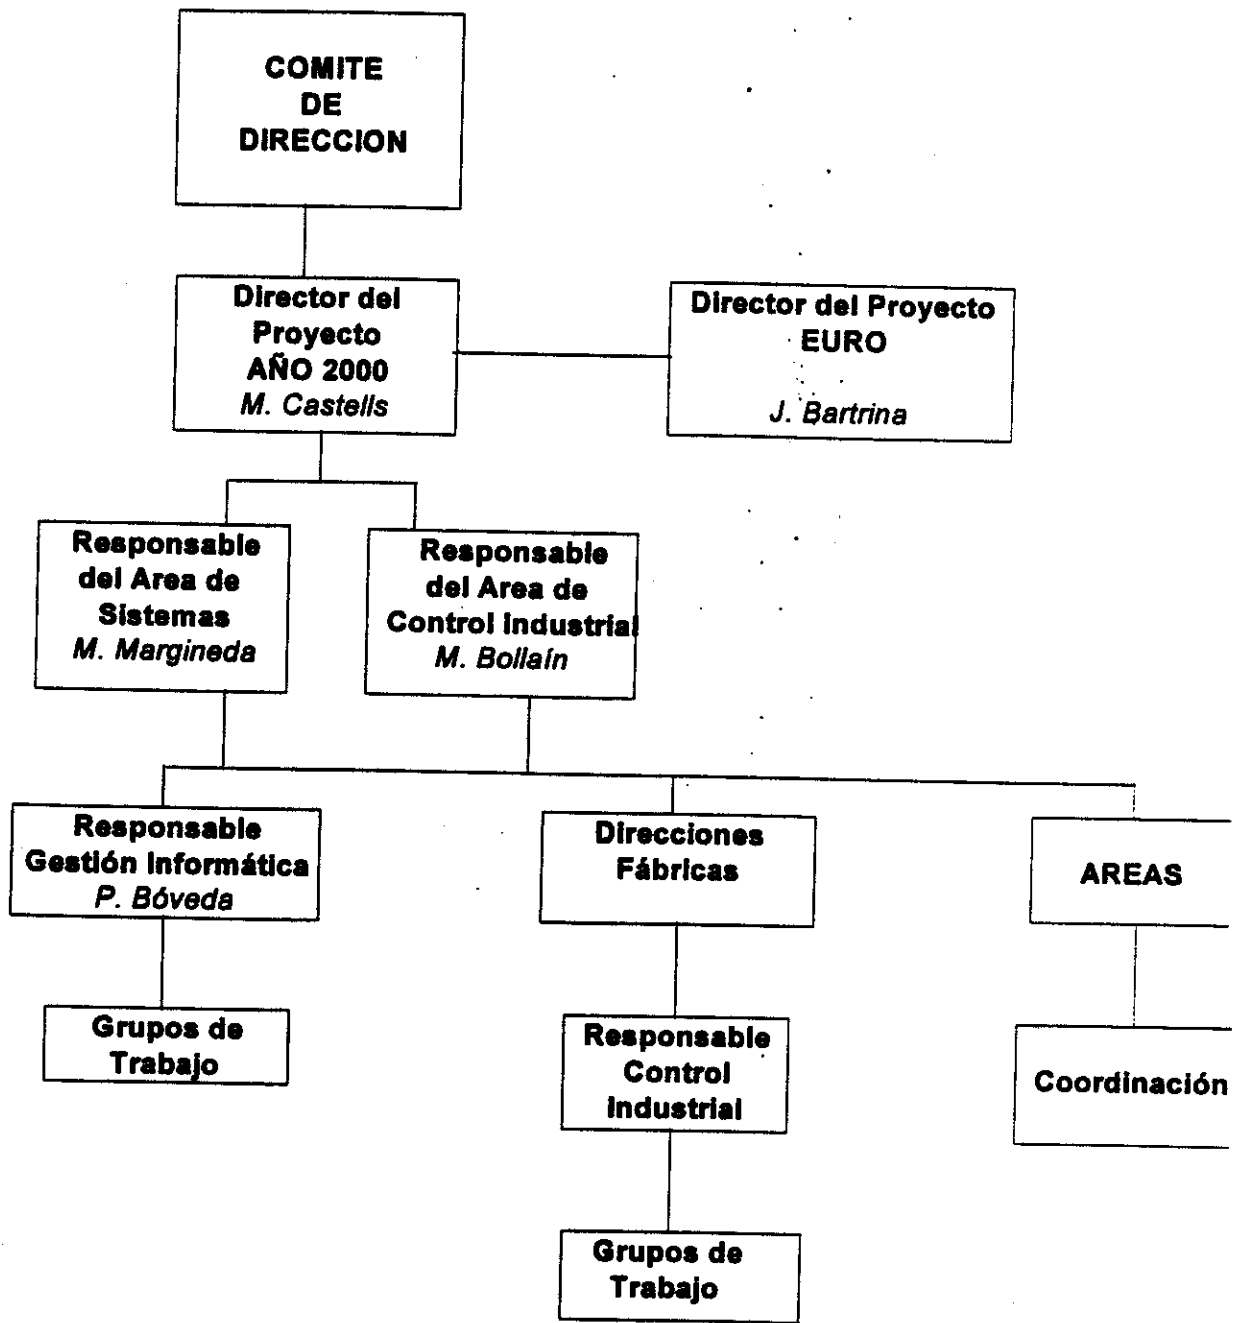 COMITE
DE
DIRECCION
Director del
Proyecto
AÑO 2000
M. Castells
Director del Proyecto
EURO
J. Bartrina
Responsable
del Area de
Sistemas
M. Margineda
Responsable
del Area de
Control Industrial
M. Bollaín
Responsable
Gestión Informática
P. Bóveda
Direcciones
Fábricas
AREAS
Grupos de
Trabajo
Responsable
Control
Industrial
Coordinación
Grupos de
Trabajo